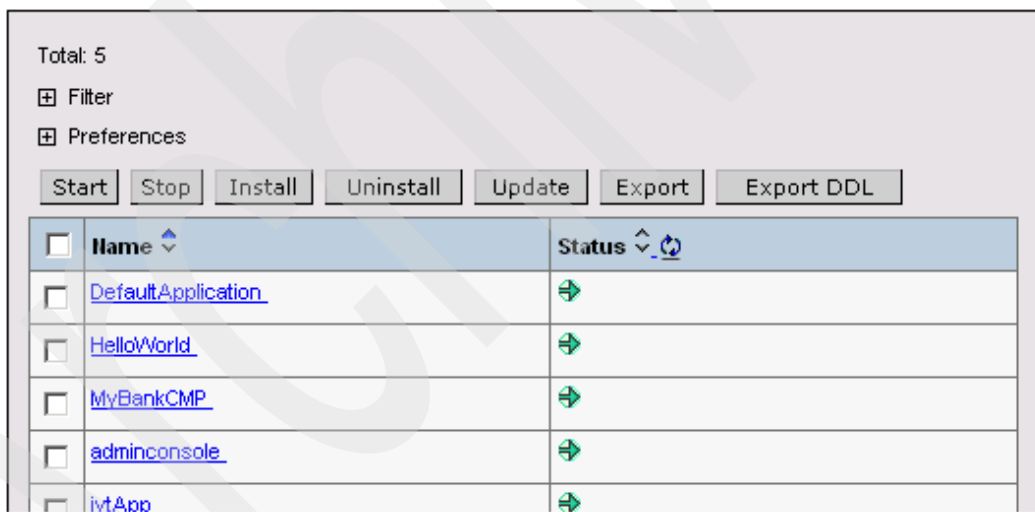 Total: 5
Filter
Preferences
Start Stop Install Uninstall Update Export Export DDL
Name Status
DefaultApplication
HelloWorld
MyBankCMP
adminconsole
ivtApp